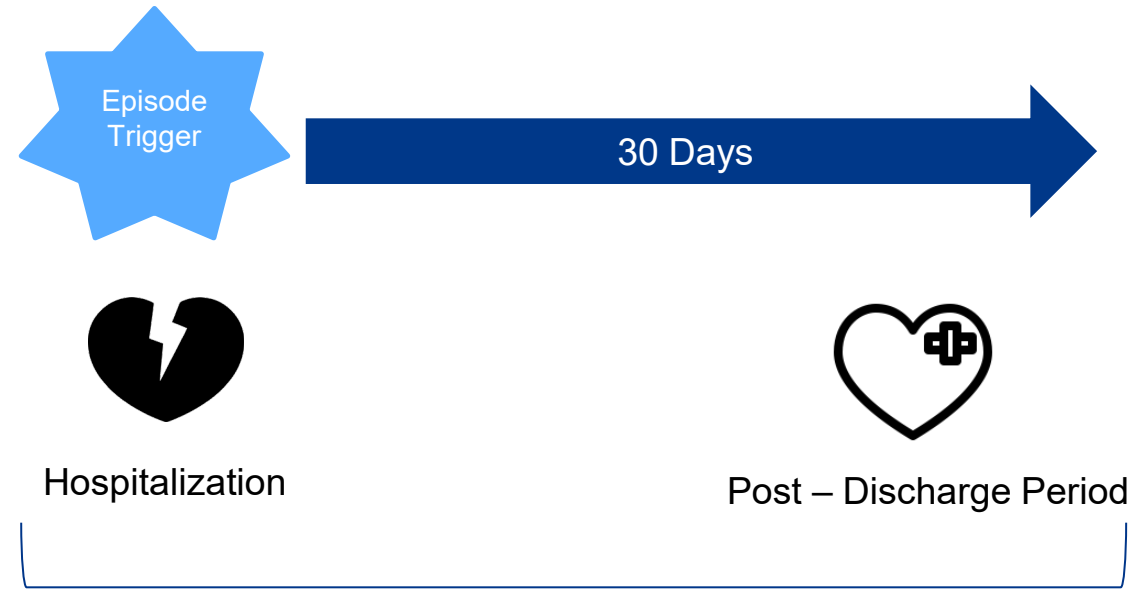 Episode
Trigger
30 Days
Hospitalization
Post – Discharge Period